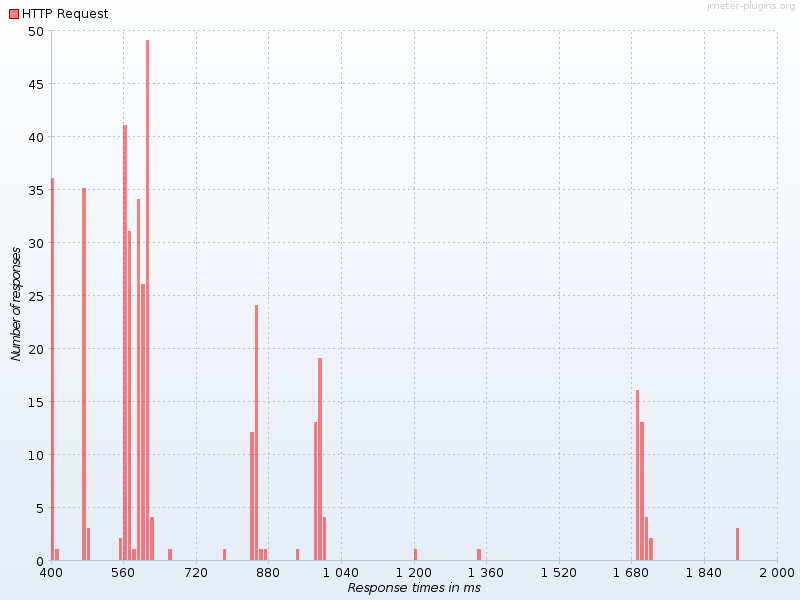 HTTP Request
jmeter-plugins.org
50
45
40
35
30
25
20
15
10
5
0
Number of responses
400 560 720 880 1 040 1 200 1 360 1 520 1 680 1 840 2 000
Response times in ms